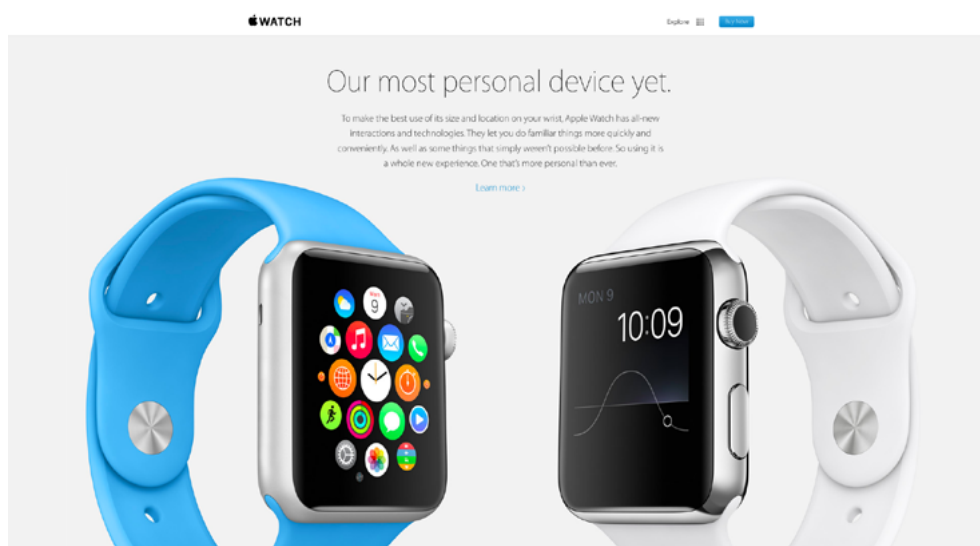 WATCH
Explore
Buy Now
Our most personal device yet.
To make the best use of its size and location on your wrist, Apple Watch has all-new
interactions and technologies. They let you do familiar things more quickly and
conveniently. As well as some things that simply weren't possible before. So using it is
a whole new experience. One that's more personal than ever.
Learn more ›
9
MON 9
10:09